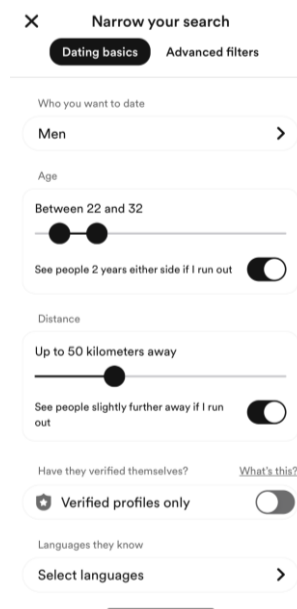 Narrow your search
Dating basics
Advanced filters
Who you want to date
Men
Age
Between 22 and 32
See people 2 years either side if I run out
Distance
Up to 50 kilometers away
See people slightly further away if I run
out
Have they verified themselves?
What's this?
Verified profiles only
Languages they know
Select languages